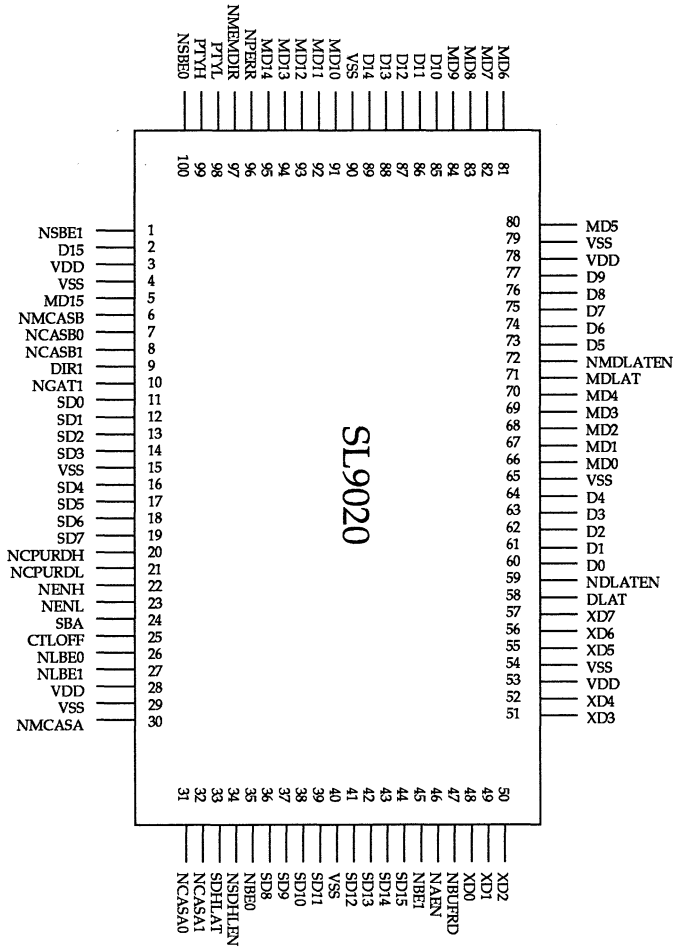 NSBE0 PTYH PTYL NMEMDIR NPERR MD14 MD13 MD12 MD11 MD10 VSS D14 D13 D12 D11 D10 MD9 MD8 MD7 MD6
100 99 98 97 96 95 94 93 92 91 90 89 88 87 86 85 84 83 82 81
NSBE1 1
D15 2
VDD 3
VSS 4
MD15 5
NMCASB 6
NCASB0 7
NCASB1 8
DIR1 9
NGAT1 10
SD0 11
SD1 12
SD2 13
SD3 14
VSS 15
SD4 16
SD5 17
SD6 18
SD7 19
NCPURDH 20
NCPURDL 21
NENH 22
NENL 23
SBA 24
CTLOFF 25
NLBE0 26
NLBE1 27
VDD 28
VSS 29
NMCASA 30
SL9020
80 MD5
79 VSS
78 VDD
77 D9
76 D8
75 D7
74 D6
73 D5
72 NMDLATEN
71 MDLAT
70 MD4
69 MD3
68 MD2
67 MD1
66 MD0
65 VSS
64 D4
63 D3
62 D2
61 D1
60 D0
59 NDLATEN
58 DLAT
57 XD7
56 XD6
55 XD5
54 VSS
53 VDD
52 XD4
51 XD3
31 32 33 34 35 36 37 38 39 40 41 42 43 44 45 46 47 48 49 50
NCASA0 NCASA1 SDHLAT NSDHLEN NBE0 SD8 SD9 SD10 SD11 VSS SD12 SD13 SD14 SD15 NBE1 NAEN NBUFRD XD0 XD1 XD2